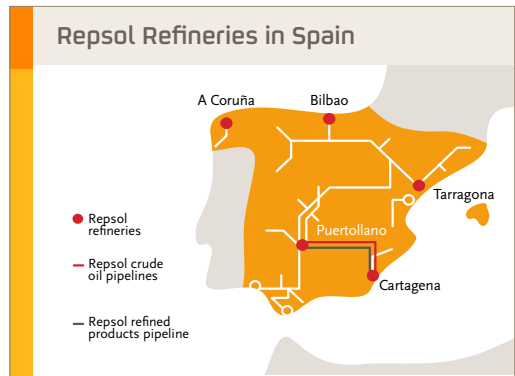 Repsol Refineries in Spain
A Coruña
Bilbao
Tarragona
Puertollano
Cartagena
Repsol
refineries
Repsol crude
oil pipelines
Repsol refined
products pipeline